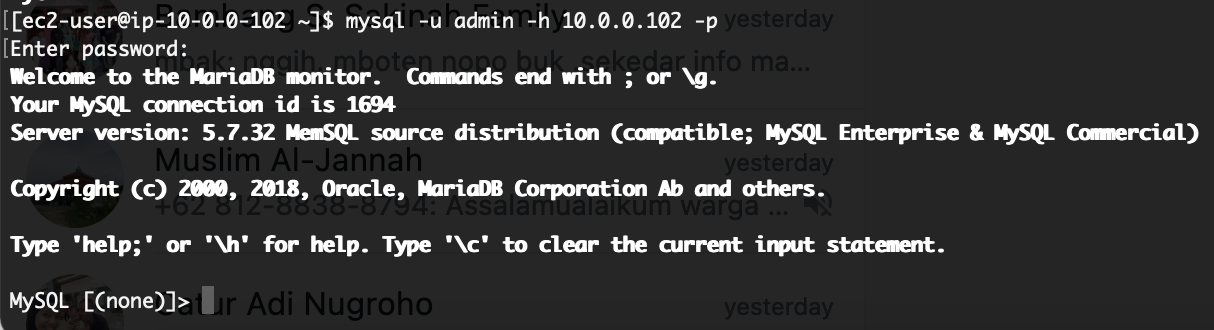 [ec2-user@ip-10-0-0-102 ~]$ mysql -u admin -h 10.0.0.102 -p
Enter password:
Welcome to the MariaDB monitor.  Commands end with ; or \g.
Your MySQL connection id is 1694
Server version: 5.7.32 MemSQL source distribution (compatible; MySQL Enterprise & MySQL Commercial)
Muslim Al-Jannah yesterday
Copyright (c) 2000, 2018, Oracle, MariaDB Corporation Ab and others.
+62 812-8838-8794: Assalamualaikum warga ...
Type 'help;' or '\h' for help. Type '\c' to clear the current input statement.
MySQL [(none)]>
Adi Nugroho yesterday
yesterday
mbak: nggih, mboten nopo buk, sekedar info ma...